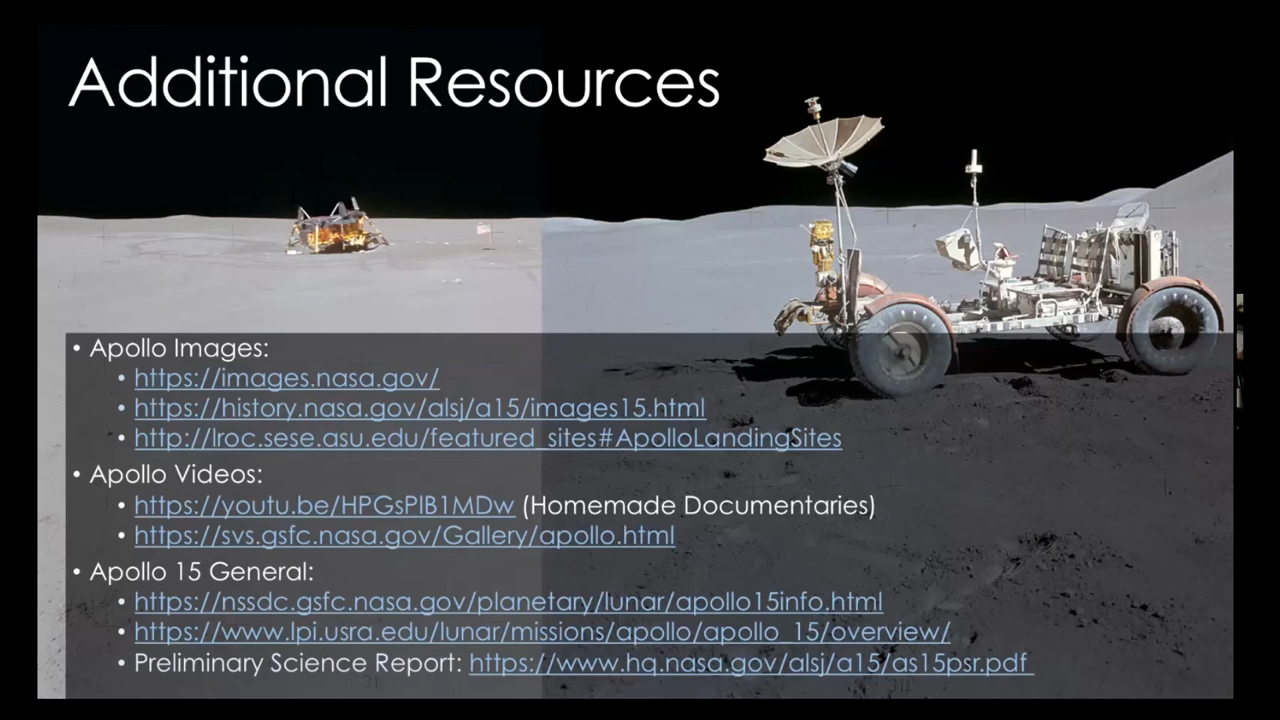 Additional Resources
• Apollo Images:
• https://images.nasa.gov/
• https://history.nasa.gov/alsj/a15/images15.html
• http://lroc.sese.asu.edu/featured_sites#ApolloLandingSites
• Apollo Videos:
• https://youtu.be/HPGsPlB1MDw (Homemade Documentaries)
• https://svs.gsfc.nasa.gov/Gallery/apollo.html
• Apollo 15 General:
• https://nssdc.gsfc.nasa.gov/planetary/lunar/apollo15info.html
• https://www.lpi.usra.edu/lunar/missions/apollo/apollo_15/overview/
• Preliminary Science Report: https://www.hq.nasa.gov/alsj/a15/as15psr.pdf